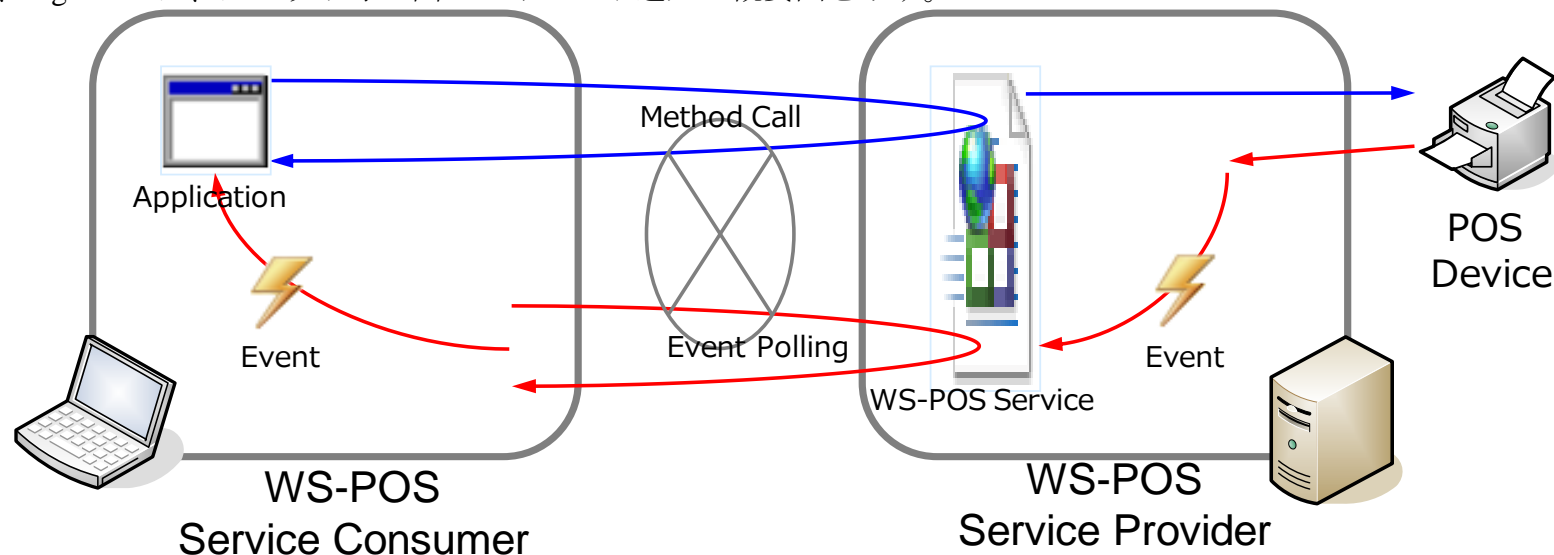 Method Call
Application
POS
Device
Event
Event Polling
Event
WS-POS Service
WS-POS
Service Consumer
WS-POS
Service Provider